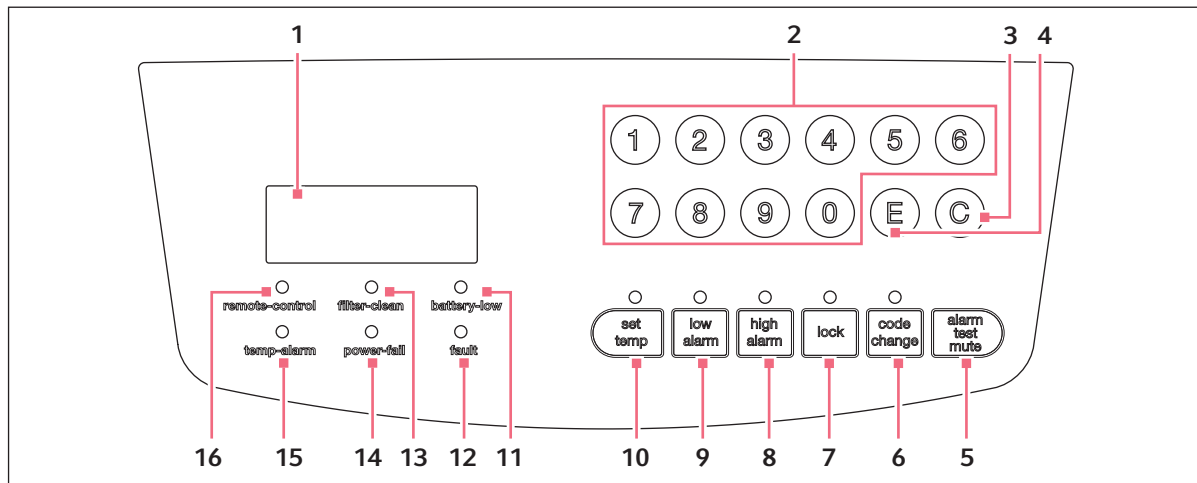 1 2 3 4
1 2 3 4 5 6
7 8 9 0 E C
remote-control filter-clean battery-low
temp-alarm power-fail fault
set temp
low alarm
high alarm
lock
code change
alarm test mute
16 15 14 13 12 11 10 9 8 7 6 5